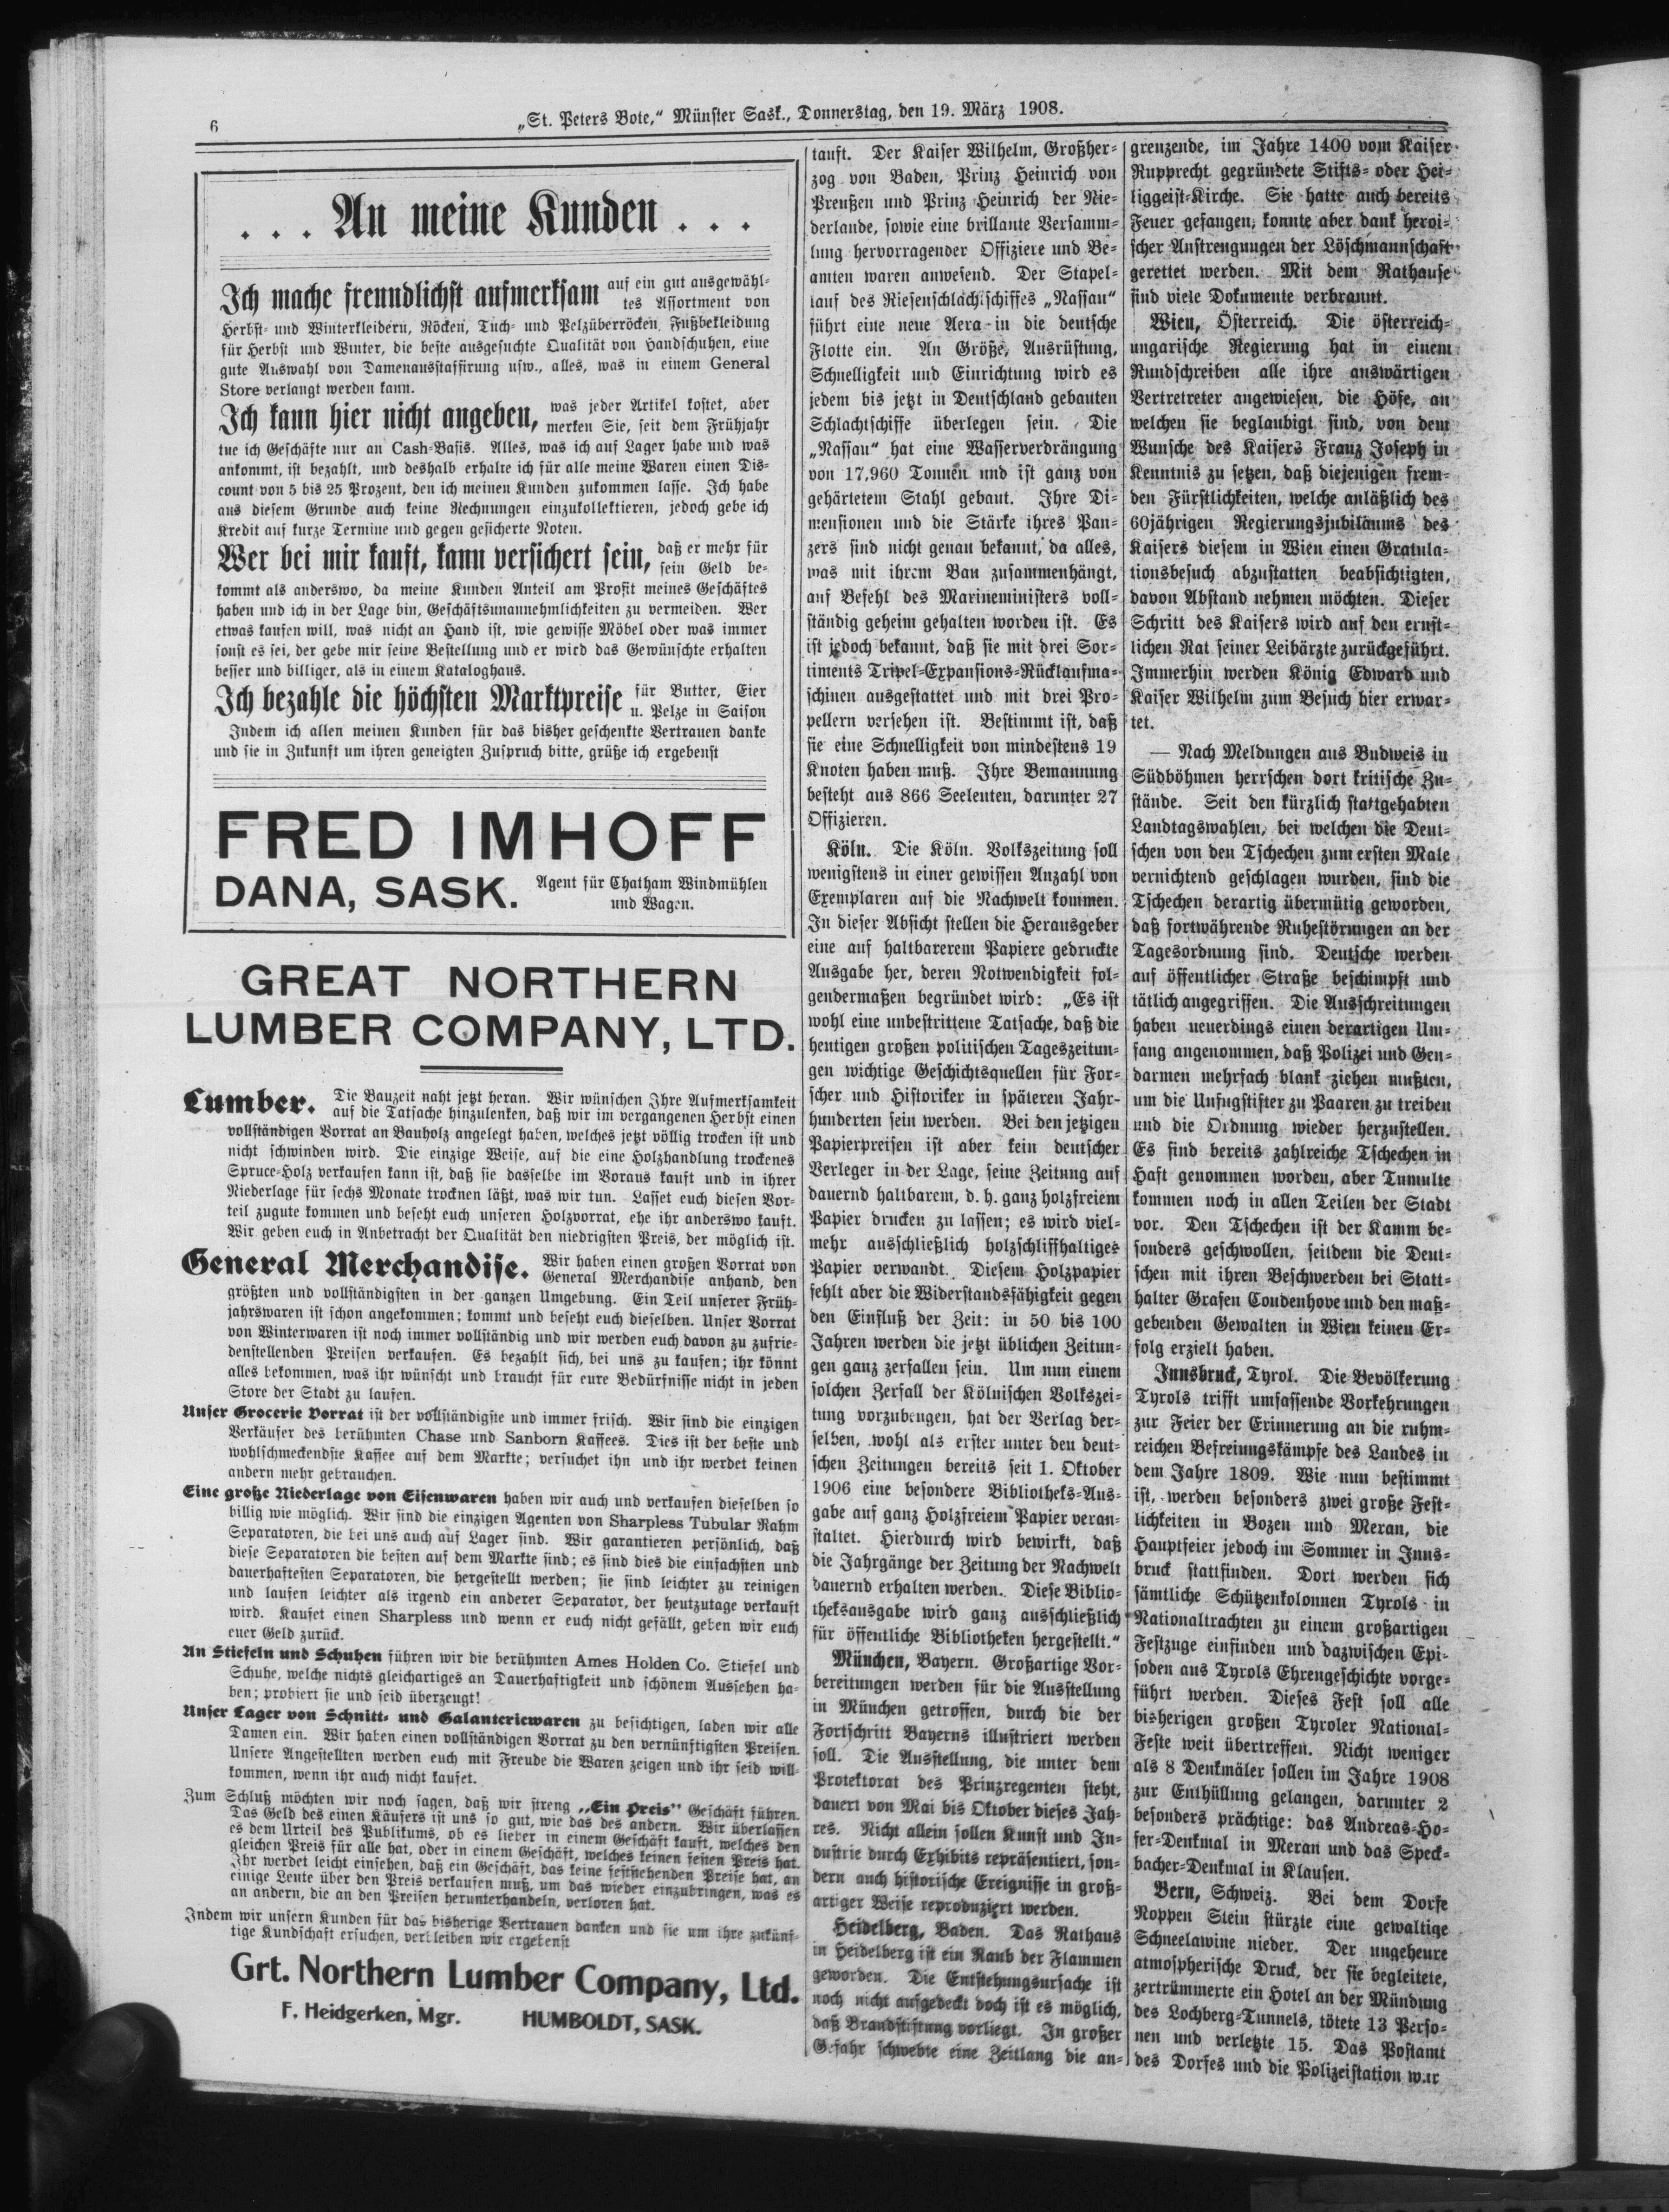 6
„St. Peters Bote,“ Münster Sask., Donnerstag, den 19. März 1908.
. . . An meine Kunden . . .
Ich mache freundlichst aufmerksam auf ein gut ausgewähl-
tes Assortment von
Herbst- und Winterkleidern, Röcken, Tuch- und Pelzüberröcken Fußbekleidung
für Herbst und Winter, die beste ausgesuchte Qualität von Handschuhen, eine
gute Auswahl von Damenausstaffirung usw., alles, was in einem General
Store verlangt werden kann.
Ich kann hier nicht angeben, was jeder Artikel kostet, aber
merken Sie, seit dem Frühjahr
tue ich Geschäfte nur an Cash-Basis. Alles, was ich auf Lager habe und was
ankommt, ist bezahlt, und deshalb erhalte ich für alle meine Waren einen Dis-
count von 5 bis 25 Prozent, den ich meinen Kunden zukommen lasse. Ich habe
aus diesem Grunde auch keine Rechnungen einzukollektieren, jedoch gebe ich
Kredit auf kurze Termine und gegen gesicherte Noten.
Wer bei mir kauft, kann versichert sein, daß er mehr für
sein Geld be-
kommt als anderswo, da meine Kunden Anteil am Profit meines Geschäftes
haben und ich in der Lage bin, Geschäftsunannehmlichkeiten zu vermeiden. Wer
etwas kaufen will, was nicht an Hand ist, wie gewisse Möbel oder was immer
sonst es sei, der gebe mir seine Bestellung und er wird das Gewünschte erhalten
besser und billiger, als in einem Kataloghaus.
Ich bezahle die höchsten Marktpreise für Butter, Eier
u. Pelze in Saison
Indem ich allen meinen Kunden für das bisher geschenkte Vertrauen danke
und sie in Zukunft um ihren geneigten Zuspruch bitte, grüße ich ergebenst
FRED IMHOFF
DANA, SASK. Agent für Chatham Windmühlen
und Wagen.
GREAT NORTHERN
LUMBER COMPANY, LTD.
Lumber. Die Bauzeit naht jetzt heran. Wir wünschen Ihre Aufmerksamkeit
auf die Tatsache hinzulenken, daß wir im vergangenen Herbst einen
vollständigen Vorrat an Bauholz angelegt haben, welches jetzt völlig trocken ist und
nicht schwinden wird. Die einzige Weise, auf die eine Holzhandlung trockenes
Spruce-Holz verkaufen kann ist, daß sie dasselbe im Voraus kauft und in ihrer
Niederlage für sechs Monate trocknen läßt, was wir tun. Lasset euch diesen Vor-
teil zugute kommen und beseht euch unseren Holzvorrat, ehe ihr anderswo kauft.
Wir geben euch in Anbetracht der Qualität den niedrigsten Preis, der möglich ist.
General Merchandise. Wir haben einen großen Vorrat von
General Merchandise anhand, den
größten und vollständigsten in der ganzen Umgebung. Ein Teil unserer Früh-
jahrswaren ist schon angekommen; kommt und beseht euch dieselben. Unser Vorrat
von Winterwaren ist noch immer vollständig und wir werden euch davon zu zufrie-
denstellenden Preisen verkaufen. Es bezahlt sich, bei uns zu kaufen; ihr könnt
alles bekommen, was ihr wünscht und braucht für eure Bedürfnisse nicht in jeden
Store der Stadt zu laufen.
Unser Grocerie Vorrat ist der vollständigste und immer frisch. Wir sind die einzigen
Verkäufer des berühmten Chase und Sanborn Kaffees. Dies ist der beste und
wohlschmeckendste Kaffee auf dem Markte; versuchet ihn und ihr werdet keinen
andern mehr gebrauchen.
Eine große Niederlage von Eisenwaren haben wir auch und verkaufen dieselben so
billig wie möglich. Wir sind die einzigen Agenten von Sharpless Tubular Rahm
Separatoren, die bei uns auch auf Lager sind. Wir garantieren persönlich, daß
diese Separatoren die besten auf dem Markte sind; es sind dies die einfachsten und
dauerhaftesten Separatoren, die hergestellt werden; sie sind leichter zu reinigen
und laufen leichter als irgend ein anderer Separator, der heutzutage verkauft
wird. Kaufet einen Sharpless und wenn er euch nicht gefällt, geben wir euch
euer Geld zurück.
An Stiefeln und Schuhen führen wir die berühmten Ames Holden Co. Stiefel und
Schuhe, welche nichts gleichartiges an Dauerhaftigkeit und schönem Aussehen ha-
ben; probiert sie und seid überzeugt!
Unser Lager von Schnitt- und Galanteriewaren zu besichtigen, laden wir alle
Damen ein. Wir haben einen vollständigen Vorrat zu den vernünftigsten Preisen.
Unsere Angestellten werden euch mit Freude die Waren zeigen und ihr seid will-
kommen, wenn ihr auch nicht kaufet.
Zum Schluß möchten wir noch sagen, daß wir streng „Ein Preis“ Geschäft führen.
Das Geld des einen Käufers ist uns so gut, wie das des andern. Wir überlassen
es dem Urteil des Publikums, ob es lieber in einem Geschäft kauft, welches den
gleichen Preis für alle hat, oder in einem Geschäft, welches keinen festen Preis hat.
Ihr werdet leicht einsehen, daß ein Geschäft, das keine feststehenden Preise hat, an
einige Leute über den Preis verkaufen muß, um das wieder einzubringen, was es
an andern, die an den Preisen herunterhandeln, verloren hat.
Indem wir unsern Kunden für das bisherige Vertrauen danken und sie um ihre zukünf-
tige Kundschaft ersuchen, verbleiben wir ergebenst
Grt. Northern Lumber Company, Ltd.
F. Heidgerken, Mgr. HUMBOLDT, SASK.
tauft. Der Kaiser Wilhelm, Großher-
zog von Baden, Prinz Heinrich von
Preußen und Prinz Heinrich der Nie-
derlande, sowie eine brillante Versamm-
lung hervorragender Offiziere und Be-
amten waren anwesend. Der Stapel-
lauf des Riesenschlachtschiffes „Nassau“
führt eine neue Aera in die deutsche
Flotte ein. An Größe, Ausrüstung,
Schnelligkeit und Einrichtung wird es
jedem bis jetzt in Deutschland gebauten
Schlachtschiffe überlegen sein. Die
„Nassau“ hat eine Wasserverdrängung
von 17,960 Tonnen und ist ganz von
gehärtetem Stahl gebaut. Ihre Di-
mensionen und die Stärke ihres Pan-
zers sind nicht genau bekannt, da alles,
was mit ihrem Bau zusammenhängt,
auf Befehl des Marineministers voll-
ständig geheim gehalten worden ist. Es
ist jedoch bekannt, daß sie mit drei Sor-
timents Tripel-Expansions-Rücklaufma-
schinen ausgestattet und mit drei Pro-
pellern versehen ist. Bestimmt ist, daß
sie eine Schnelligkeit von mindestens 19
Knoten haben muß. Ihre Bemannung
besteht aus 866 Seeleuten, darunter 27
Offizieren.
Köln. Die Köln. Volkszeitung soll
wenigstens in einer gewissen Anzahl von
Exemplaren auf die Nachwelt kommen.
In dieser Absicht stellen die Herausgeber
eine auf haltbarerem Papiere gedruckte
Ausgabe her, deren Notwendigkeit fol-
gendermaßen begründet wird: „Es ist
wohl eine unbestrittene Tatsache, daß die
heutigen großen politischen Tageszeitun-
gen wichtige Geschichtsquellen für For-
scher und Historiker in späteren Jahr-
hunderten sein werden. Bei den jetzigen
Papierpreisen ist aber kein deutscher
Verleger in der Lage, seine Zeitung auf
dauernd haltbarem, d. h. ganz holzfreiem
Papier drucken zu lassen; es wird viel-
mehr ausschließlich holzschliffhaltiges
Papier verwandt. Diesem Holzpapier
fehlt aber die Widerstandsfähigkeit gegen
den Einfluß der Zeit: in 50 bis 100
Jahren werden die jetzt üblichen Zeitun-
gen ganz zerfallen sein. Um nun einem
solchen Zerfall der Kölnischen Volkszei-
tung vorzubeugen, hat der Verlag der-
selben, wohl als erster unter den deut-
schen Zeitungen bereits seit 1. Oktober
1906 eine besondere Bibliotheks-Aus-
gabe auf ganz Holzfreiem Papier veran-
staltet. Hierdurch wird bewirkt, daß
die Jahrgänge der Zeitung der Nachwelt
dauernd erhalten werden. Diese Biblio-
theksausgabe wird ganz ausschließlich
für öffentliche Bibliotheken hergestellt.“
München, Bayern. Großartige Vor-
bereitungen werden für die Ausstellung
in München getroffen, durch die der
Fortschritt Bayerns illustriert werden
soll. Die Ausstellung, die unter dem
Protektorat des Prinzregenten steht,
dauert von Mai bis Oktober dieses Jah-
res. Nicht allein sollen Kunst und In-
dustrie durch Exhibits repräsentiert, son-
dern auch historische Ereignisse in groß-
artiger Weise reproduziert werden.
Heidelberg, Baden. Das Rathaus
in Heidelberg ist ein Raub der Flammen
geworden. Die Entstehungsursache ist
noch nicht aufgedeckt doch ist es möglich,
daß Brandstiftung vorliegt. In großer
Gefahr schwebte eine Zeitlang die an-
grenzende, im Jahre 1400 vom Kaiser
Rupprecht gegründete Stifts- oder Hei-
liggeist-Kirche. Sie hatte auch bereits
Feuer gefangen, konnte aber dank heroi-
scher Anstrengungen der Löschmannschaft
gerettet werden. Mit dem Rathause
sind viele Dokumente verbrannt.
Wien, Österreich. Die österreich-
ungarische Regierung hat in einem
Rundschreiben alle ihre auswärtigen
Vertretreter angewiesen, die Höfe, an
welchen sie beglaubigt sind, von dem
Wunsche des Kaisers Franz Joseph in
Kenntnis zu setzen, daß diejenigen frem-
den Fürstlichkeiten, welche anläßlich des
60jährigen Regierungsjubiläums des
Kaisers diesem in Wien einen Gratula-
tionsbesuch abzustatten beabsichtigten,
davon Abstand nehmen möchten. Dieser
Schritt des Kaisers wird auf den ernst-
lichen Rat seiner Leibärzte zurückgeführt.
Immerhin werden König Edward und
Kaiser Wilhelm zum Besuch hier erwar-
tet.
— Nach Meldungen aus Budweis in
Südböhmen herrschen dort kritische Zu-
stände. Seit den kürzlich stattgehabten
Landtagswahlen, bei welchen die Deut-
schen von den Tschechen zum ersten Male
vernichtend geschlagen wurden, sind die
Tschechen derartig übermütig geworden,
daß fortwährende Ruhestörungen an der
Tagesordnung sind. Deutsche werden
auf öffentlicher Straße beschimpft und
tätlich angegriffen. Die Ausschreitungen
haben neuerdings einen derartigen Um-
fang angenommen, daß Polizei und Gen-
darmen mehrfach blank ziehen mußten,
um die Unfugstifter zu Paaren zu treiben
und die Ordnung wieder herzustellen.
Es sind bereits zahlreiche Tschechen in
Haft genommen worden, aber Tumulte
kommen noch in allen Teilen der Stadt
vor. Den Tschechen ist der Kamm be-
sonders geschwollen, seitdem die Deut-
schen mit ihren Beschwerden bei Statt-
halter Grafen Coudenhove und den maß-
gebenden Gewalten in Wien keinen Er-
folg erzielt haben.
Innsbruck, Tyrol. Die Bevölkerung
Tyrols trifft umfassende Vorkehrungen
zur Feier der Erinnerung an die ruhm-
reichen Befreiungskämpfe des Landes in
dem Jahre 1809. Wie nun bestimmt
ist, werden besonders zwei große Fest-
lichkeiten in Bozen und Meran, die
Hauptfeier jedoch im Sommer in Inns-
bruck stattfinden. Dort werden sich
sämtliche Schützenkolonnen Tyrols in
Nationaltrachten zu einem großartigen
Festzuge einfinden und dazwischen Epi-
soden aus Tyrols Ehrengeschichte vorge-
führt werden. Dieses Fest soll alle
bisherigen großen Tyroler National-
Feste weit übertreffen. Nicht weniger
als 8 Denkmäler sollen im Jahre 1908
zur Enthüllung gelangen, darunter 2
besonders prächtige: das Andreas-Ho-
fer-Denkmal in Meran und das Speck-
bacher-Denkmal in Klausen.
Bern, Schweiz. Bei dem Dorfe
Noppen Stein stürzte eine gewaltige
Schneelawine nieder. Der ungeheure
atmospherische Druck, der sie begleitete,
zertrümmerte ein Hotel an der Mündung
des Lochberg-Tunnels, tötete 13 Perso-
nen und verletzte 15. Das Postamt
des Dorfes und die Polizeistation wur